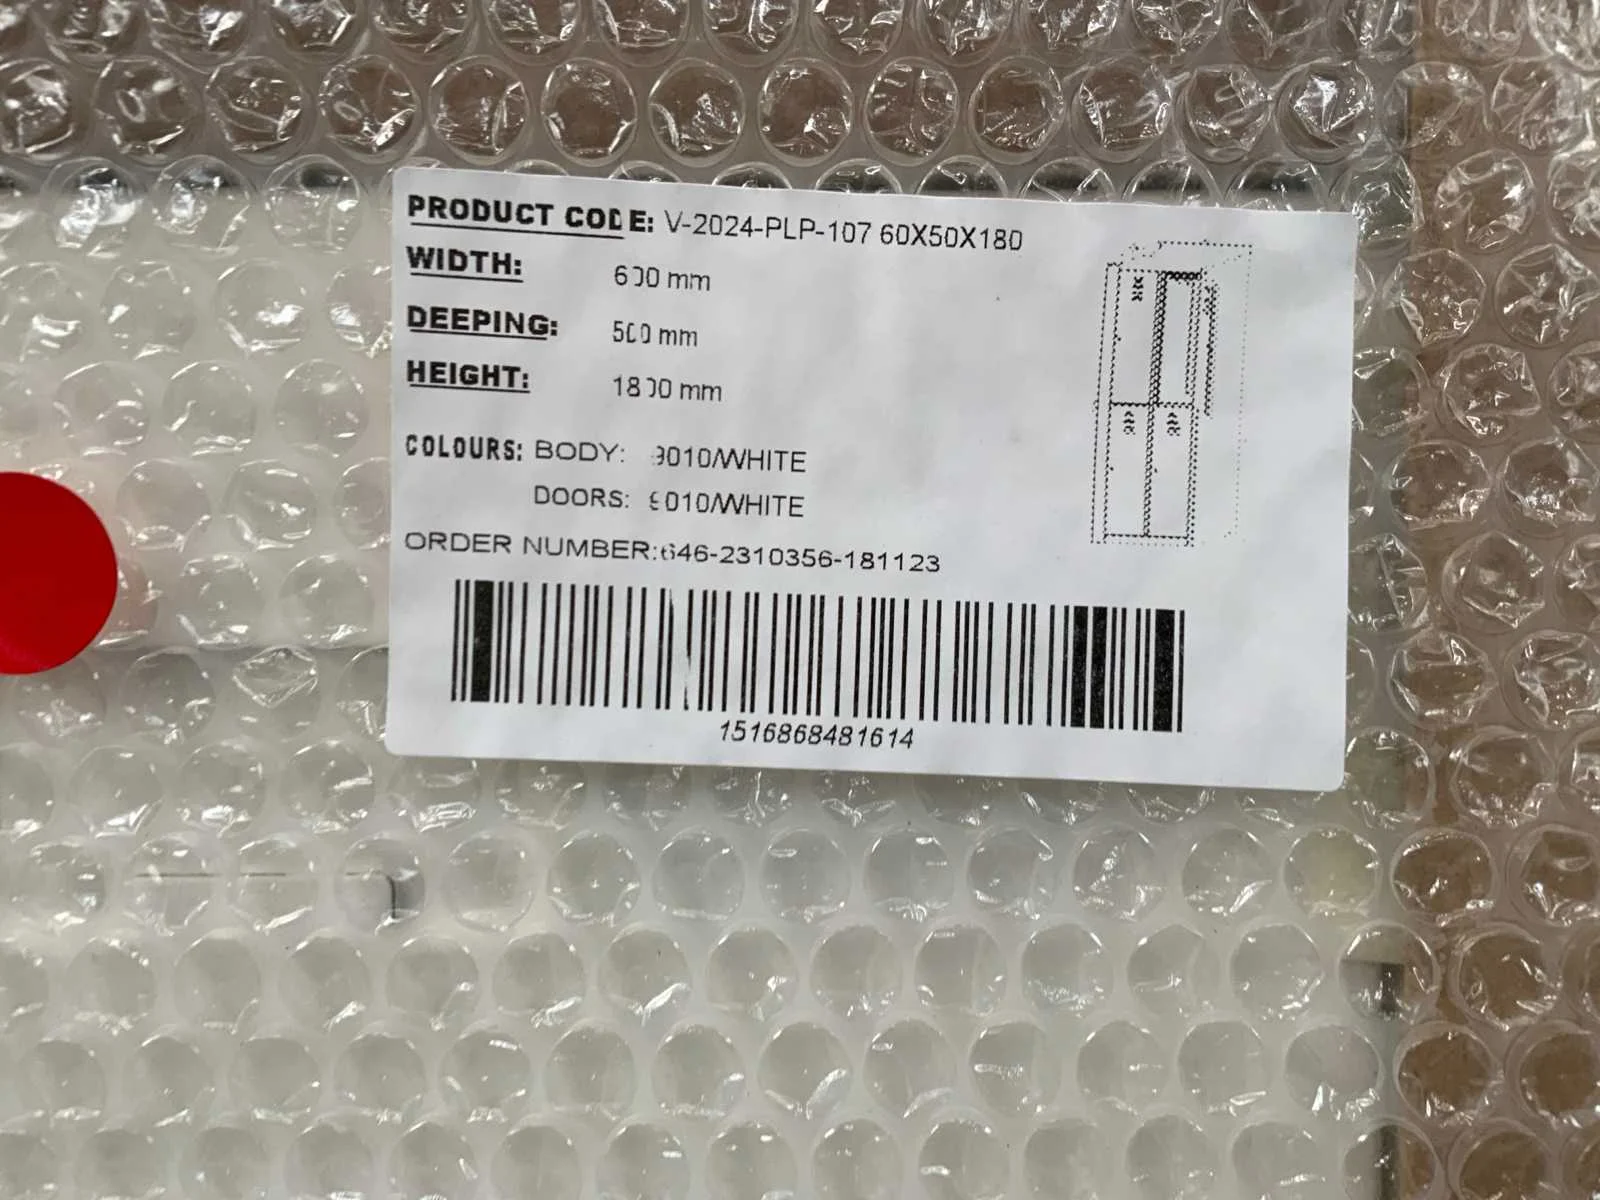 PRODUCT CODE: V-2024-PLP-107 60X50X180
WIDTH: 600 mm
DEEPING: 500 mm
HEIGHT: 1800 mm
COLOURS: BODY: 9010/WHITE
DOORS: 9010/WHITE
ORDER NUMBER:646-2310356-181123
1516868481614